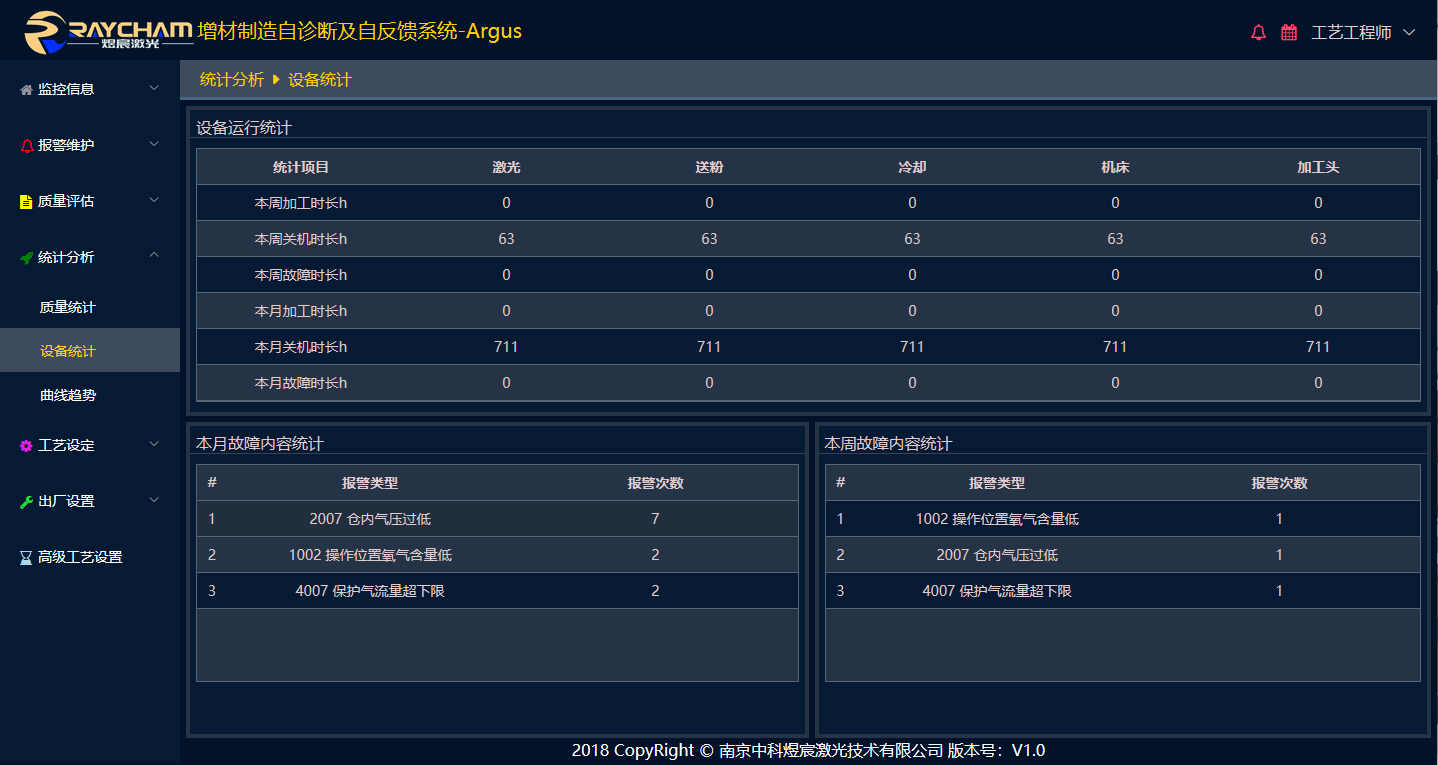 RAYCHAM 煜宸激光 增材制造自诊断及自反馈系统-Argus 工艺工程师
监控信息
报警维护
质量评估
统计分析
质量统计
设备统计
曲线趋势
工艺设定
出厂设置
高级工艺设置
统计分析 设备统计
设备运行统计
统计项目 激光 送粉 冷却 机床 加工头
本周加工时长h 0 0 0 0 0
本周关机时长h 63 63 63 63 63
本周故障时长h 0 0 0 0 0
本月加工时长h 0 0 0 0 0
本月关机时长h 711 711 711 711 711
本月故障时长h 0 0 0 0 0
本月故障内容统计
# 报警类型 报警次数
1 2007 仓内气压过低 7
2 1002 操作位置氧气含量低 2
3 4007 保护气流量超下限 2
本周故障内容统计
# 报警类型 报警次数
1 1002 操作位置氧气含量低 1
2 2007 仓内气压过低 1
3 4007 保护气流量超下限 1
2018 CopyRight © 南京中科煜宸激光技术有限公司 版本号：V1.0